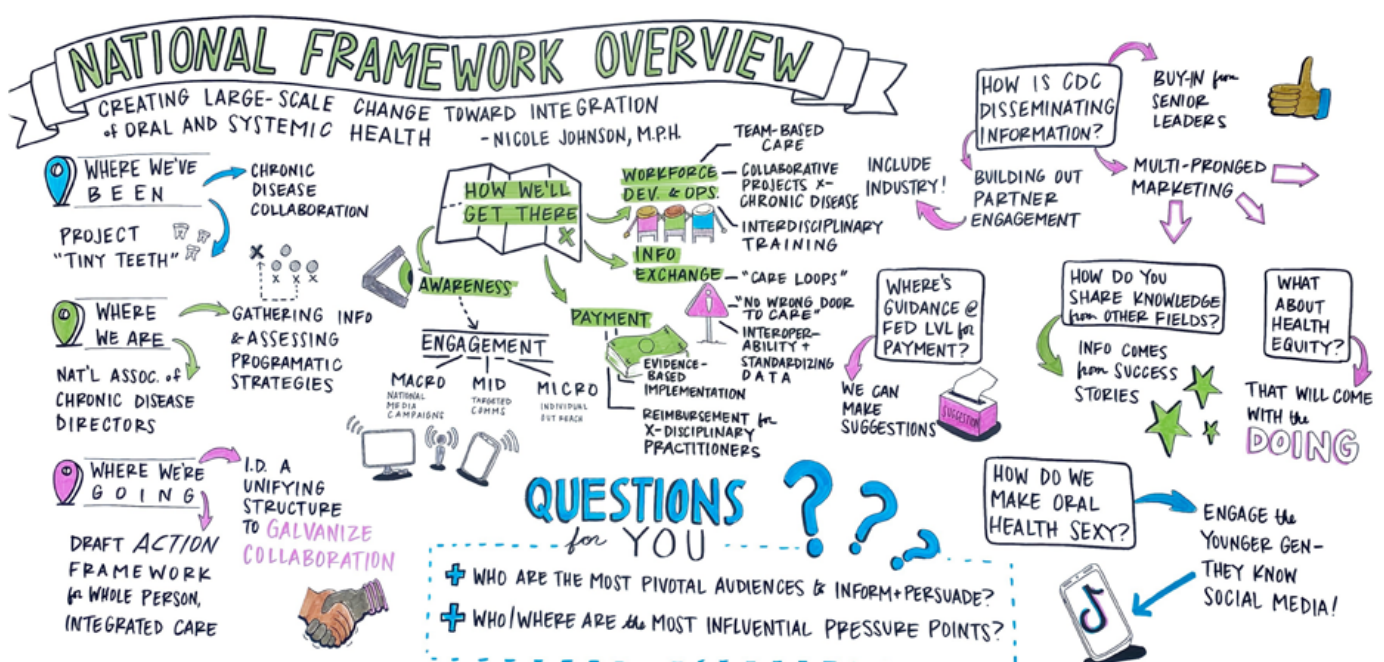 NATIONAL FRAMEWORK OVERVIEW
CREATING LARGE-SCALE CHANGE TOWARD INTEGRATION
of ORAL AND SYSTEMIC HEALTH - NICOLE JOHNSON, M.P.H.
WHERE WE'VE
BEEN
CHRONIC
DISEASE
COLLABORATION
PROJECT
"TINY TEETH"
WHERE
WE ARE
GATHERING INFO
& ASSESSING
PROGRAMATIC
STRATEGIES
NAT'L ASSOC. of
CHRONIC DISEASE
DIRECTORS
WHERE WE'RE
GOING
I.D. A
UNIFYING
STRUCTURE
TO GALVANIZE
COLLABORATION
DRAFT ACTION
FRAMEWORK
for WHOLE PERSON,
INTEGRATED CARE
HOW WE'LL
GET THERE
AWARENESS
ENGAGEMENT
MACRO
NATIONAL
MEDIA
CAMPAIGNS
MID
TARGETED
COMMS
MICRO
INDIVIDUAL
OUT REACH
WORKFORCE
DEV. & OPS.
TEAM-BASED
CARE
COLLABORATIVE
PROJECTS X-
CHRONIC DISEASE
INTERDISCIPLINARY
TRAINING
INFO
EXCHANGE
"CARE LOOPS"
"NO WRONG DOOR
TO CARE"
INTEROPER-
ABILITY +
STANDARDIZING
DATA
PAYMENT
EVIDENCE-
BASED
IMPLEMENTATION
REIMBURSEMENT for
X-DISCIPLINARY
PRACTITIONERS
QUESTIONS
for YOU
+ WHO ARE THE MOST PIVOTAL AUDIENCES to INFORM + PERSUADE?
+ WHO/WHERE ARE the MOST INFLUENTIAL PRESSURE POINTS?
HOW IS CDC
DISSEMINATING
INFORMATION?
BUY-IN from
SENIOR
LEADERS
MULTI-PRONGED
MARKETING
BUILDING OUT
PARTNER
ENGAGEMENT
INCLUDE
INDUSTRY!
WHERE'S
GUIDANCE @
FED LVL for
PAYMENT?
WE CAN
MAKE
SUGGESTIONS
SUGGESTION
HOW DO YOU
SHARE KNOWLEDGE
from OTHER FIELDS?
INFO COMES
from SUCCESS
STORIES
WHAT
ABOUT
HEALTH
EQUITY?
THAT WILL COME
WITH the
DOING
HOW DO WE
MAKE ORAL
HEALTH SEXY?
ENGAGE the
YOUNGER GEN-
THEY KNOW
SOCIAL MEDIA!